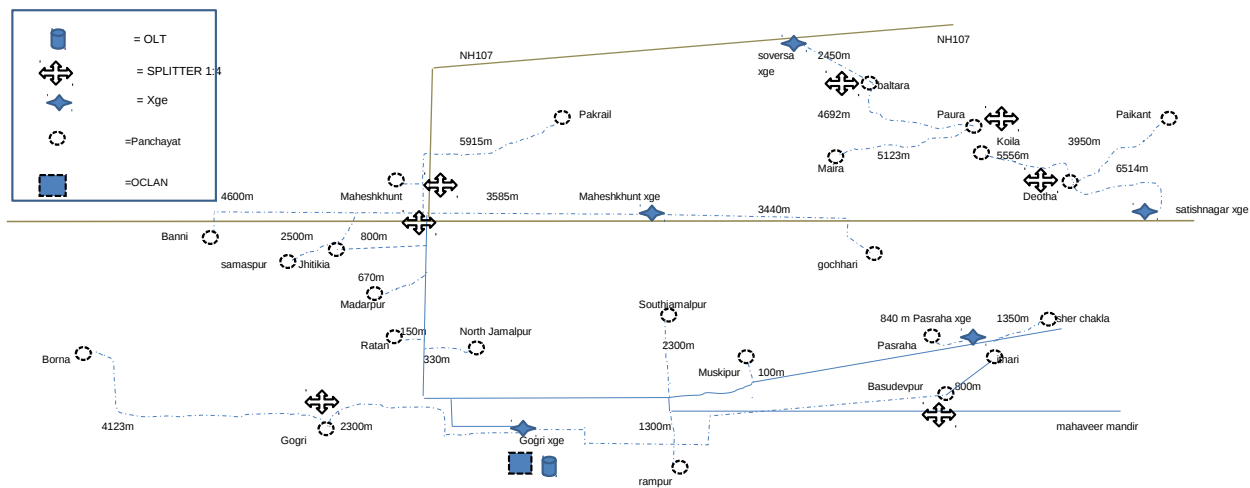 = OLT
= SPLITTER 1:4
= Xge
=Panchayat
=OCLAN
NH107
NH107
soversa
xge
2450m
baltara
4692m
Paura
Koila
Paikant
3950m
Pakrail
5915m
Maira
5123m
5556m
6514m
Deotha
satishnagar xge
Maheshkhunt
4600m
3585m
Maheshkhunt xge
3440m
Banni
2500m
800m
samaspur
Jhitikia
gochhari
670m
Madarpur
Southjamalpur
840 m Pasraha xge
1350m
sher chakla
150m
North Jamalpur
Ratan
2300m
Pasraha
Borna
330m
Muskipur
100m
Basudevpur
800m
4123m
2300m
1300m
mahaveer mandir
Gogri
Gogri xge
rampur